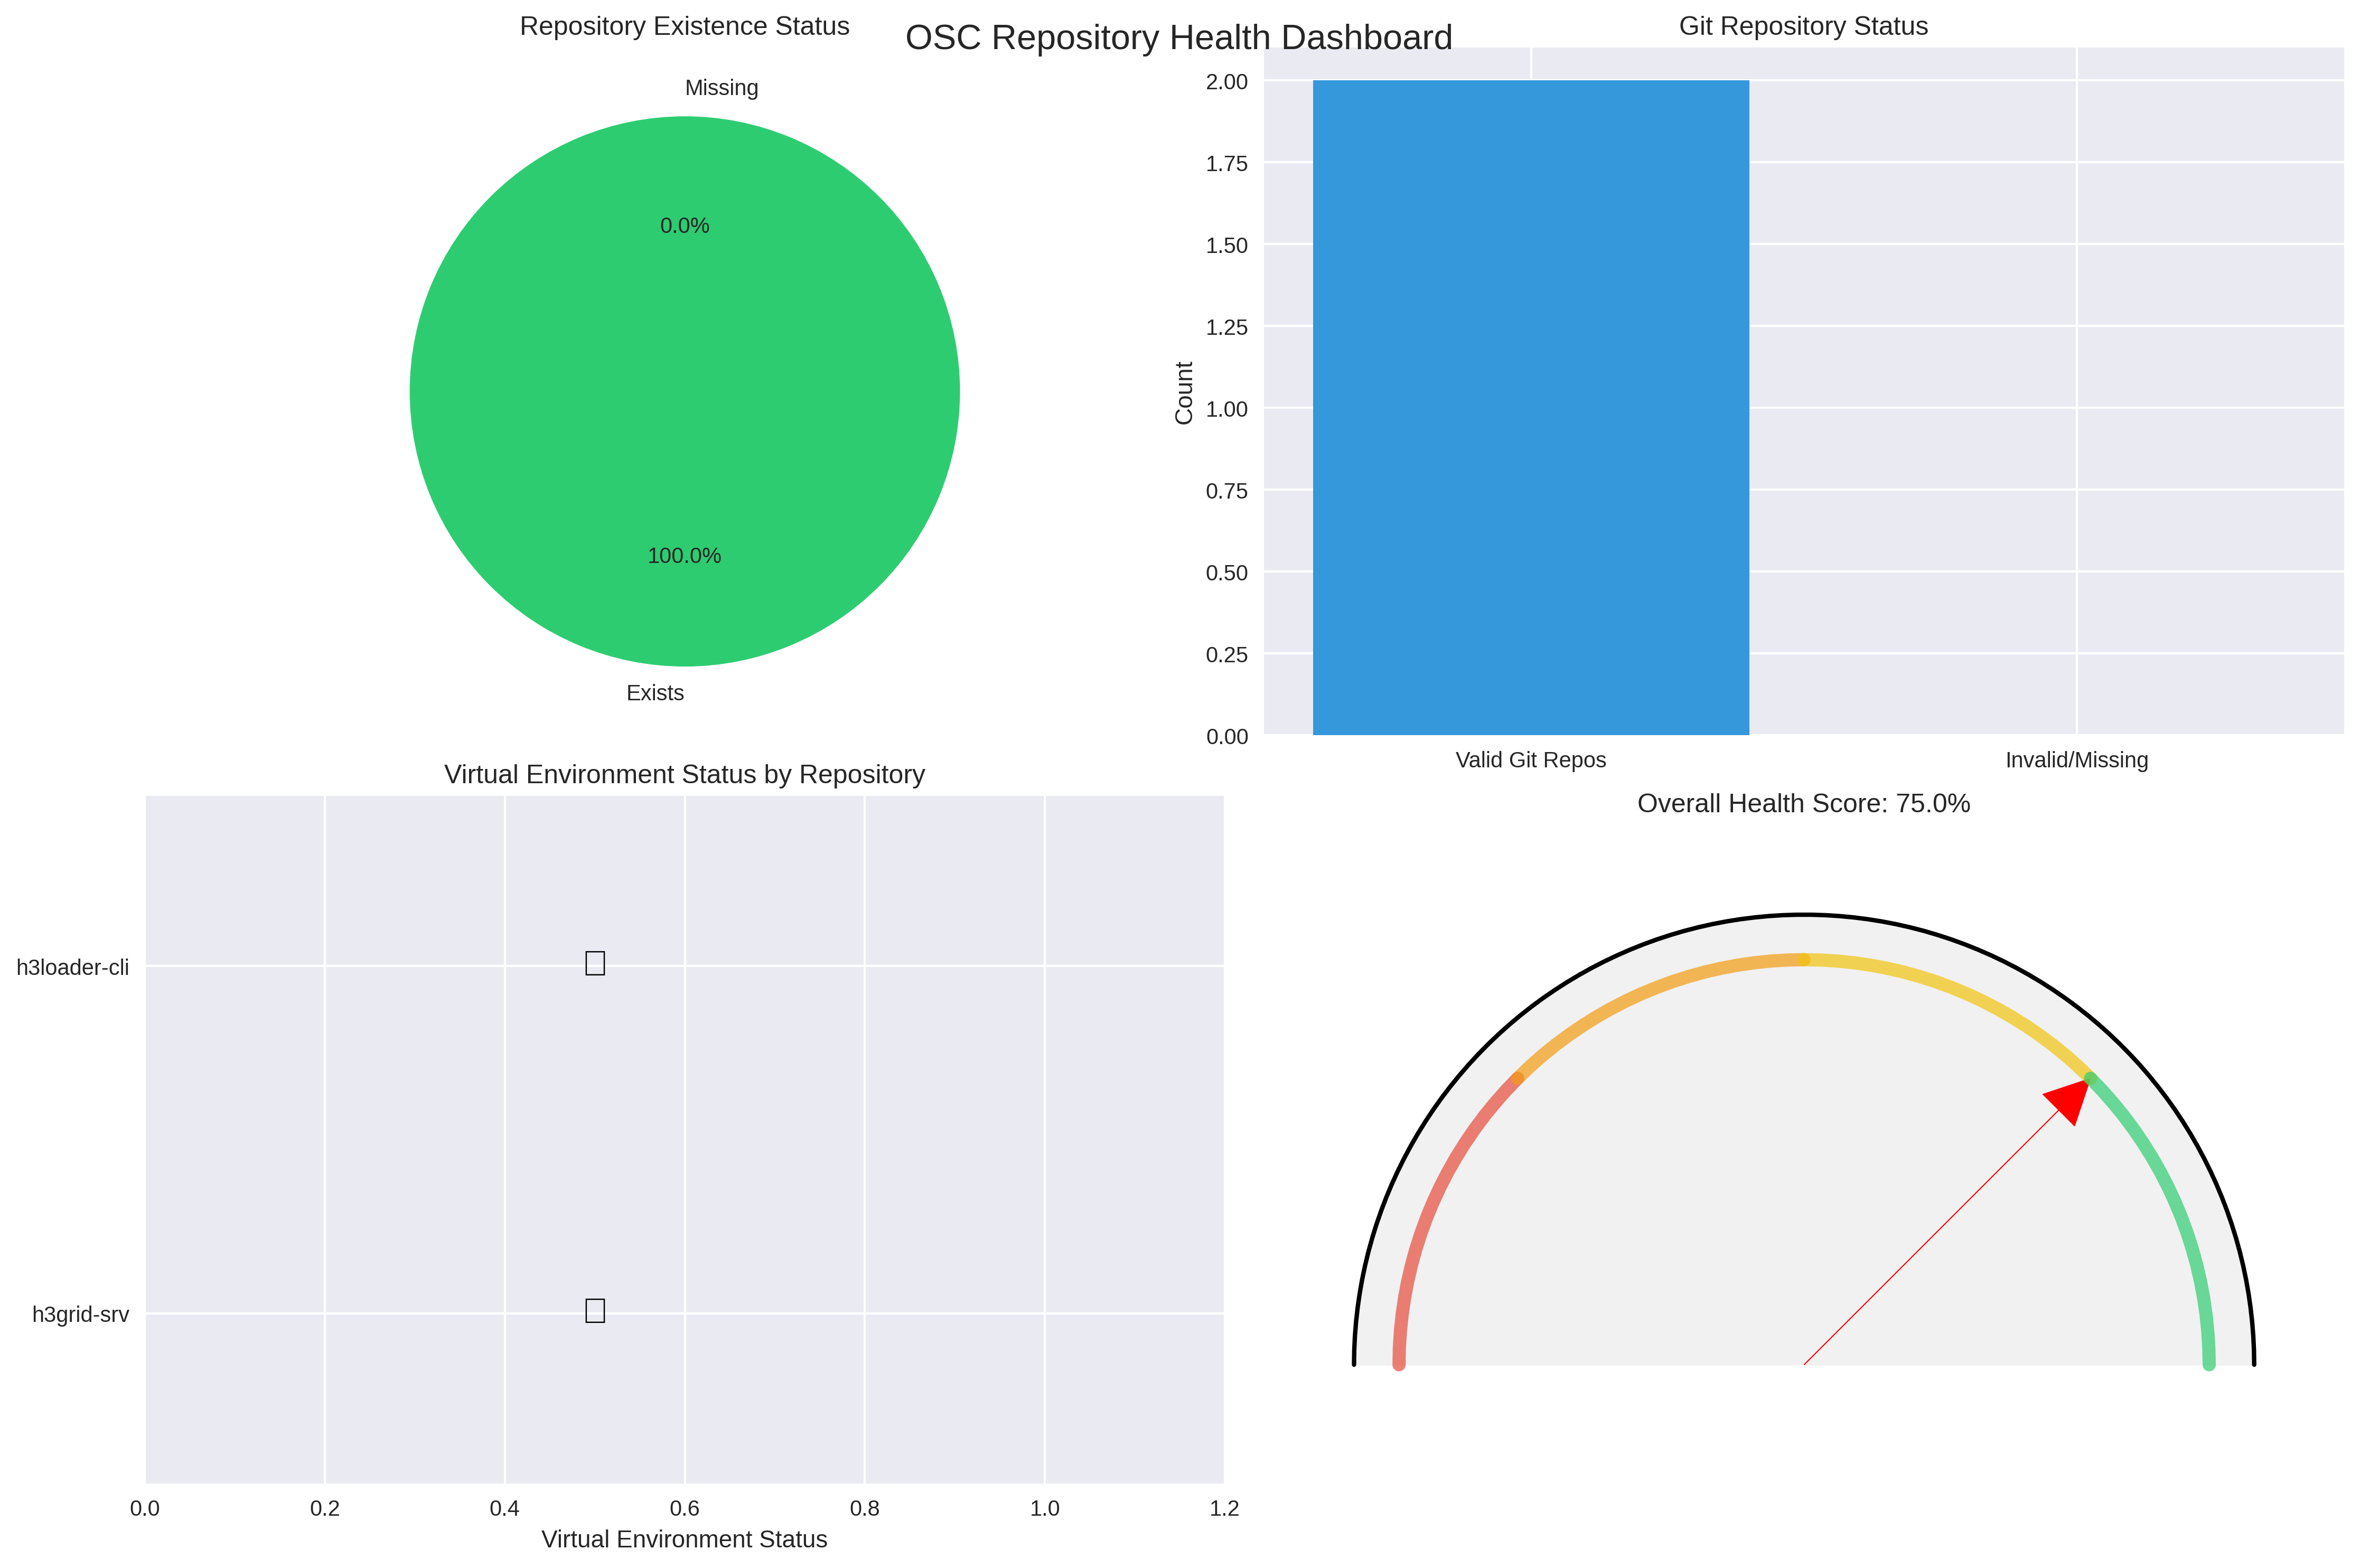 OSC Repository Health Dashboard
Repository Existence Status
Missing
0.0%
100.0%
Exists
Git Repository Status
Count
2.00
1.75
1.50
1.25
1.00
0.75
0.50
0.25
0.00
Valid Git Repos
Invalid/Missing
Virtual Environment Status by Repository
h3loader-cli
h3grid-srv
0.0
0.2
0.4
0.6
0.8
1.0
1.2
Virtual Environment Status
Overall Health Score: 75.0%